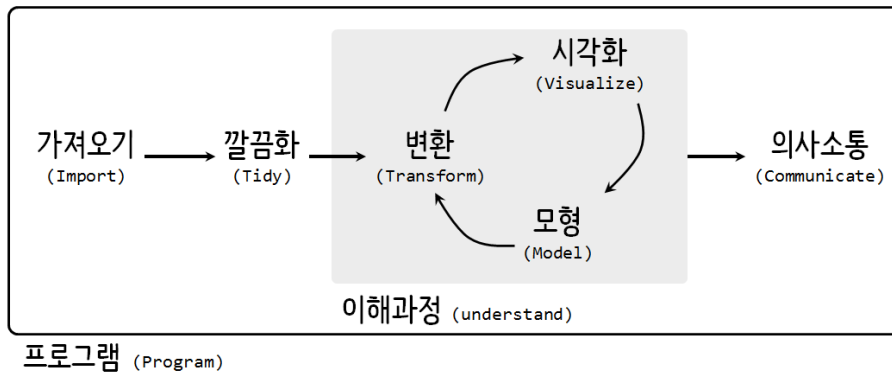 시각화
(Visualize)
가져오기
(Import)
깔끔화
(Tidy)
변환
(Transform)
의사소통
(Communicate)
모형
(Model)
이해과정 (understand)
프로그램 (Program)